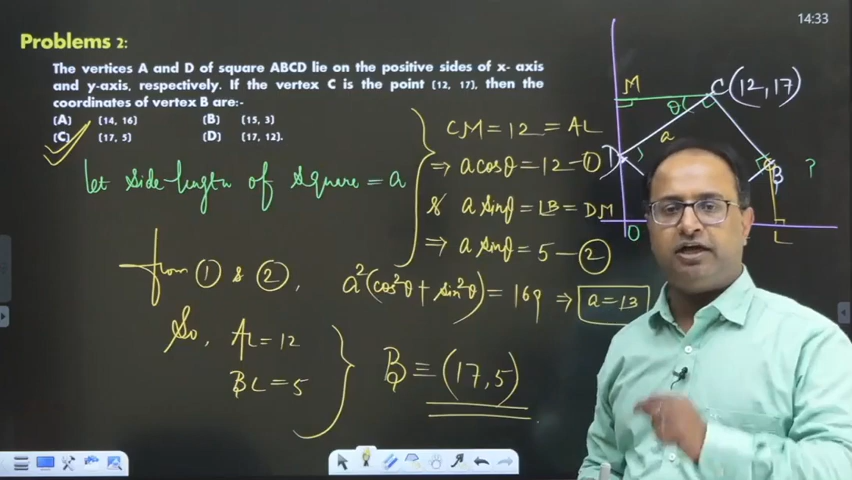 14:33
Problems 2:
The vertices A and D of square ABCD lie on the positive sides of x- axis
and y-axis, respectively. If the vertex C is the point (12, 17), then the
coordinates of vertex B are:-
(A) (14, 16) (B) (15, 3)
(C) (17, 5) (D) (17, 12).
Let side length of square = a
CM = 12 = AL
⇒ a cosθ = 12 - ①
& a sinθ = LB = DM
⇒ a sinθ = 5 - ②
from ① & ②, a²(cos²θ + sin²θ) = 169 ⇒ a = 13
So, AL = 12
BL = 5
B ≡ (17, 5)
M
C (12, 17)
θ
a
D
B
?
O
L